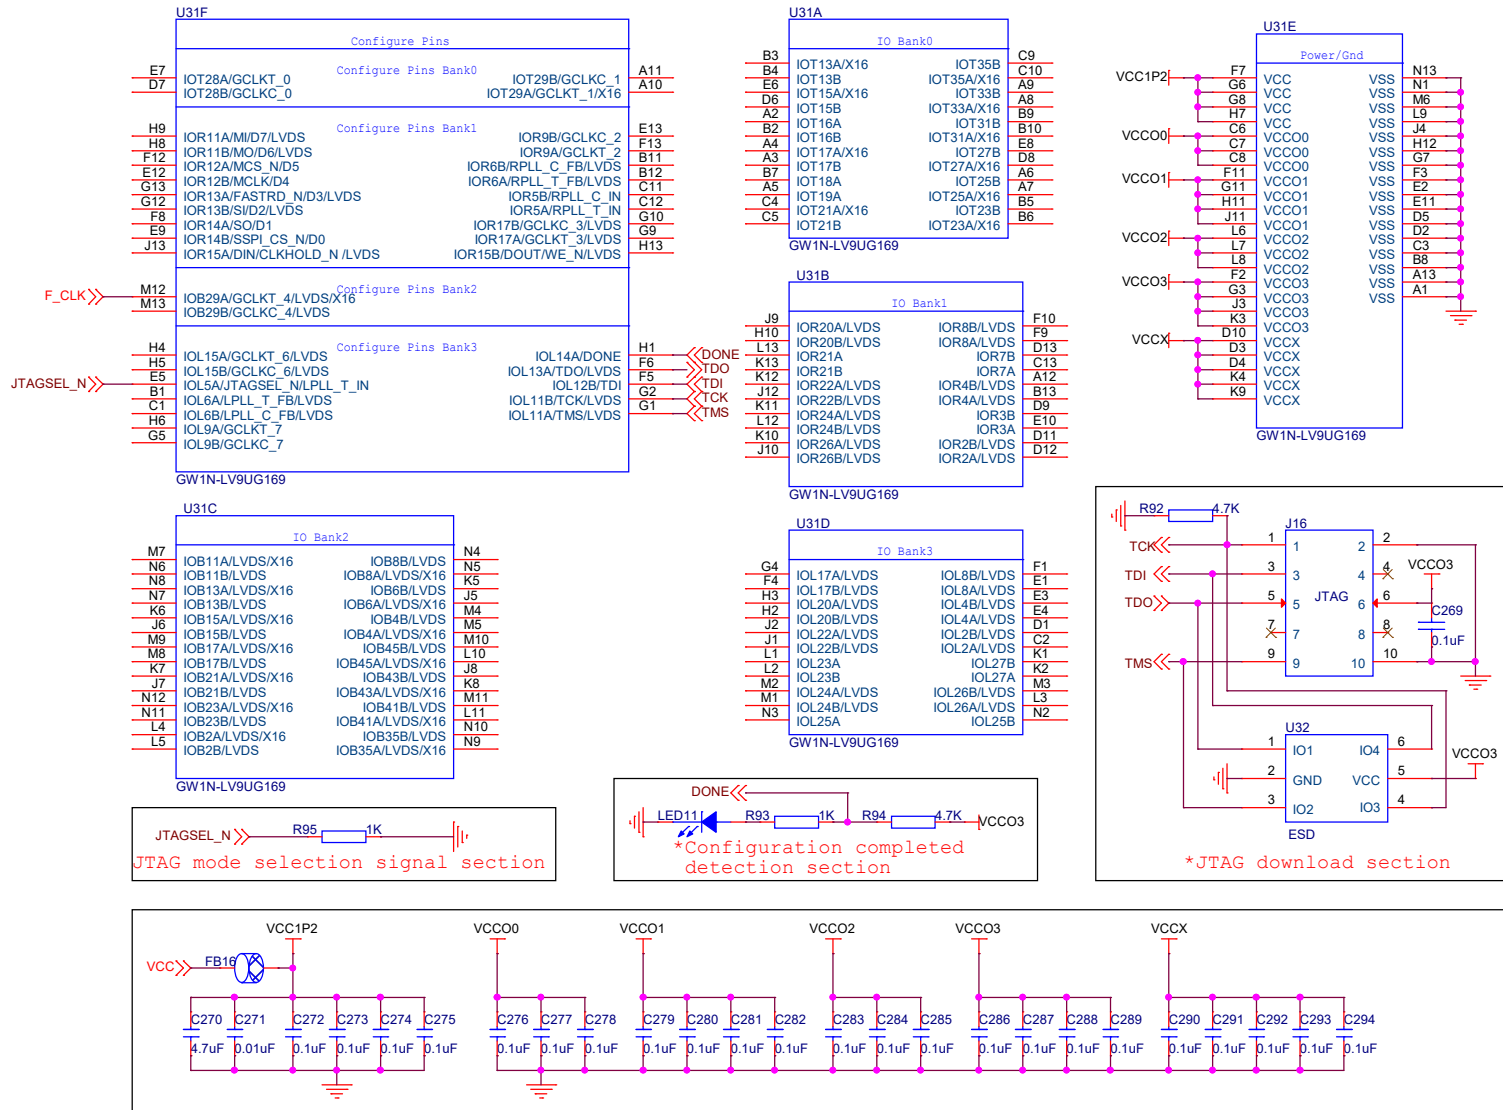 U31F
Configure Pins
Configure Pins Bank0
E7 IOT28A/GCLKT_0 IOT29B/GCLKC_1 A11
D7 IOT28B/GCLKC_0 IOT29A/GCLKT_1/X16 A10
Configure Pins Bank1
H9 IOR11A/MI/D7/LVDS IOR9B/GCLKC_2 E13
H8 IOR11B/MO/D6/LVDS IOR9A/GCLKT_2 F13
F12 IOR12A/MCS_N/D5 IOR6B/RPLL_C_FB/LVDS B11
E12 IOR12B/MCLK/D4 IOR6A/RPLL_T_FB/LVDS B12
G13 IOR13A/FASTRD_N/D3/LVDS IOR5B/RPLL_C_IN C11
G12 IOR13B/SI/D2/LVDS IOR5A/RPLL_T_IN C12
F8 IOR14A/SO/D1 IOR17B/GCLKC_3/LVDS G10
E9 IOR14B/SSPI_CS_N/D0 IOR17A/GCLKT_3/LVDS G9
J13 IOR15A/DIN/CLKHOLD_N /LVDS IOR15B/DOUT/WE_N/LVDS H13
Configure Pins Bank2
F_CLK M12 IOB29A/GCLKT_4/LVDS/X16
M13 IOB29B/GCLKC_4/LVDS
Configure Pins Bank3
H4 IOL15A/GCLKT_6/LVDS IOL14A/DONE H1 DONE
H5 IOL15B/GCLKC_6/LVDS IOL13A/TDO/LVDS F6 TDO
JTAGSEL_N E5 IOL5A/JTAGSEL_N/LPLL_T_IN IOL12B/TDI F5 TDI
B1 IOL6A/LPLL_T_FB/LVDS IOL11B/TCK/LVDS G2 TCK
C1 IOL6B/LPLL_C_FB/LVDS IOL11A/TMS/LVDS G1 TMS
H6 IOL9A/GCLKT_7
G5 IOL9B/GCLKC_7
GW1N-LV9UG169
U31A
IO Bank0
B3 IOT13A/X16 IOT35B C9
B4 IOT13B IOT35A/X16 C10
E6 IOT15A/X16 IOT33B A9
D6 IOT15B IOT33A/X16 A8
A2 IOT16A IOT31B B9
B2 IOT16B IOT31A/X16 B10
A4 IOT17A/X16 IOT27B E8
A3 IOT17B IOT27A/X16 D8
B7 IOT18A IOT25B A6
A5 IOT19A IOT25A/X16 A7
C4 IOT21A/X16 IOT23B B5
C5 IOT21B IOT23A/X16 B6
GW1N-LV9UG169
U31E
Power/Gnd
VCC1P2 F7 VCC VSS N13
G6 VCC VSS N1
G8 VCC VSS M6
H7 VCC VSS L9
VCCO0 C6 VCCO0 VSS J4
C7 VCCO0 VSS H12
C8 VCCO0 VSS G7
VCCO1 F11 VCCO1 VSS F3
G11 VCCO1 VSS E2
H11 VCCO1 VSS E11
J11 VCCO1 VSS D5
VCCO2 L6 VCCO2 VSS D2
L7 VCCO2 VSS C3
L8 VCCO2 VSS B8
VCCO3 F2 VCCO3 VSS A13
G3 VCCO3 VSS A1
J3 VCCO3
K3 VCCO3
VCCX D10 VCCX
D3 VCCX
D4 VCCX
K4 VCCX
K9 VCCX
GW1N-LV9UG169
U31B
IO Bank1
J9 IOR20A/LVDS IOR8B/LVDS F10
H10 IOR20B/LVDS IOR8A/LVDS F9
L13 IOR21A IOR7B D13
K13 IOR21B IOR7A C13
K12 IOR22A/LVDS IOR4B/LVDS A12
J12 IOR22B/LVDS IOR4A/LVDS B13
K11 IOR24A/LVDS IOR3B D9
L12 IOR24B/LVDS IOR3A E10
K10 IOR26A/LVDS IOR2B/LVDS D11
J10 IOR26B/LVDS IOR2A/LVDS D12
GW1N-LV9UG169
U31C
IO Bank2
M7 IOB11A/LVDS/X16 IOB8B/LVDS N4
N6 IOB11B/LVDS IOB8A/LVDS/X16 N5
N8 IOB13A/LVDS/X16 IOB6B/LVDS K5
N7 IOB13B/LVDS IOB6A/LVDS/X16 J5
K6 IOB15A/LVDS/X16 IOB4B/LVDS M4
J6 IOB15B/LVDS IOB4A/LVDS/X16 M5
M9 IOB17A/LVDS/X16 IOB45B/LVDS M10
M8 IOB17B/LVDS IOB45A/LVDS/X16 L10
K7 IOB21A/LVDS/X16 IOB43B/LVDS J8
J7 IOB21B/LVDS IOB43A/LVDS/X16 K8
N12 IOB23A/LVDS/X16 IOB41B/LVDS M11
N11 IOB23B/LVDS IOB41A/LVDS/X16 L11
L4 IOB2A/LVDS/X16 IOB35B/LVDS N10
L5 IOB2B/LVDS IOB35A/LVDS/X16 N9
GW1N-LV9UG169
U31D
IO Bank3
G4 IOL17A/LVDS IOL8B/LVDS F1
F4 IOL17B/LVDS IOL8A/LVDS E1
H3 IOL20A/LVDS IOL4B/LVDS E3
H2 IOL20B/LVDS IOL4A/LVDS E4
J2 IOL22A/LVDS IOL2B/LVDS D1
J1 IOL22B/LVDS IOL2A/LVDS C2
L1 IOL23A IOL27B K1
L2 IOL23B IOL27A K2
M2 IOL24A/LVDS IOL26B/LVDS M3
M1 IOL24B/LVDS IOL26A/LVDS L3
N3 IOL25A IOL25B N2
GW1N-LV9UG169
R92 4.7K
J16
TCK 1 1 2 2
TDI 3 3 4 4 VCCO3
TDO 5 5 JTAG 6 6 C269
7 7 8 8 0.1uF
TMS 9 9 10 10
U32
1 IO1 IO4 6 VCCO3
2 GND VCC 5
3 IO2 IO3 4
ESD
*JTAG download section
JTAGSEL_N R95 1K
JTAG mode selection signal section
DONE
LED11 R93 1K R94 4.7K VCCO3
*Configuration completed
detection section
VCC1P2 VCCO0 VCCO1 VCCO2 VCCO3 VCCX
VCC FB16
C270 C271 C272 C273 C274 C275 C276 C277 C278 C279 C280 C281 C282 C283 C284 C285 C286 C287 C288 C289 C290 C291 C292 C293 C294
4.7uF 0.01uF 0.1uF 0.1uF 0.1uF 0.1uF 0.1uF 0.1uF 0.1uF 0.1uF 0.1uF 0.1uF 0.1uF 0.1uF 0.1uF 0.1uF 0.1uF 0.1uF 0.1uF 0.1uF 0.1uF 0.1uF 0.1uF 0.1uF 0.1uF